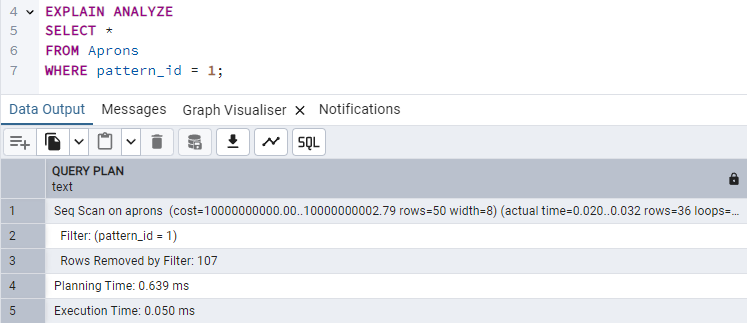 4 EXPLAIN ANALYZE
5 SELECT *
6 FROM Aprons
7 WHERE pattern_id = 1;
Data Output Messages Graph Visualiser × Notifications
SQL
QUERY PLAN
text
1 Seq Scan on aprons (cost=10000000000.00..10000000002.79 rows=50 width=8) (actual time=0.020..0.032 rows=36 loops=...
2 Filter: (pattern_id = 1)
3 Rows Removed by Filter: 107
4 Planning Time: 0.639 ms
5 Execution Time: 0.050 ms